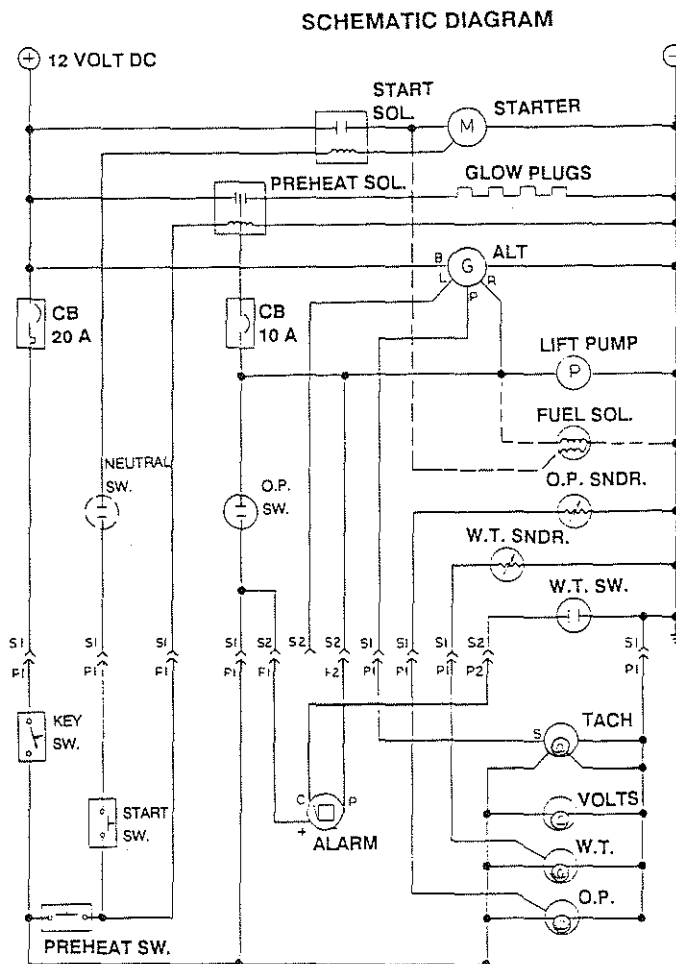 SCHEMATIC DIAGRAM
+ 12 VOLT DC
−
START
SOL.
STARTER
M
PREHEAT SOL.
GLOW PLUGS
ALT
B
G
L
P
R
CB
20 A
CB
10 A
LIFT PUMP
P
FUEL SOL.
NEUTRAL
SW.
O.P.
SW.
O.P. SNDR.
W.T. SNDR.
W.T. SW.
S1 S1 S1 S1 S2 S2 S2 S1 S1 S1 S2 S1
P1 P1 P1 P1 P1 P2 P1 P1 P1 P2 P1
KEY
SW.
S
TACH
START
SW.
C
P
+
ALARM
VOLTS
W.T.
O.P.
PREHEAT SW.